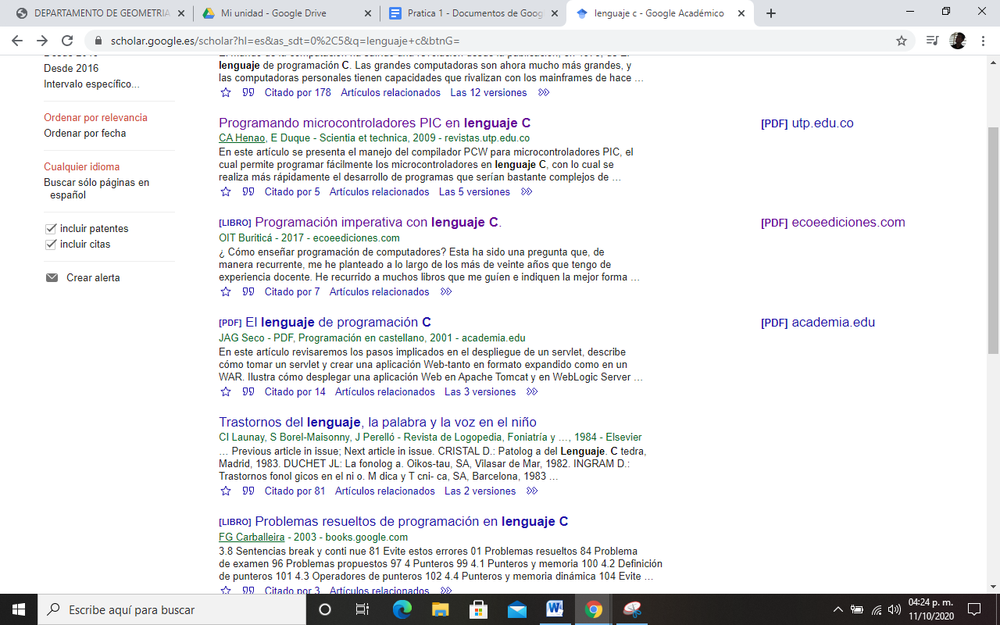 DEPARTAMENTO DE GEOMETRIA
Mi unidad - Google Drive
Pratica 1 - Documentos de Goog
lenguaje c - Google Académico
scholar.google.es/scholar?hl=es&as_sdt=0%2C5&q=lenguaje+c&btnG=
Desde 2016
Intervalo específico...
Ordenar por relevancia
Ordenar por fecha
Cualquier idioma
Buscar sólo páginas en
español
incluir patentes
incluir citas
Crear alerta
lenguaje de programación C. Las grandes computadoras son ahora mucho más grandes, y
las computadoras personales tienen capacidades que rivalizan con los mainframes de hace ...
Citado por 178 Artículos relacionados Las 12 versiones
Programando microcontroladores PIC en lenguaje C
[PDF] utp.edu.co
CA Henao, E Duque - Scientia et technica, 2009 - revistas.utp.edu.co
En este artículo se presenta el manejo del compilador PCW para microcontroladores PIC, el
cual permite programar fácilmente los microcontroladores en lenguaje C, con lo cual se
realiza más rápidamente el desarrollo de programas que serían bastante complejos de ...
Citado por 5 Artículos relacionados Las 5 versiones
[LIBRO] Programación imperativa con lenguaje C.
[PDF] ecoeediciones.com
OIT Buriticá - 2017 - ecoeediciones.com
¿ Cómo enseñar programación de computadores? Esta ha sido una pregunta que, de
manera recurrente, me he planteado a lo largo de los más de veinte años que tengo de
experiencia docente. He recurrido a muchos libros que me guíen e indiquen la mejor forma ...
Citado por 7 Artículos relacionados
[PDF] El lenguaje de programación C
[PDF] academia.edu
JAG Seco - PDF, Programación en castellano, 2001 - academia.edu
En este artículo revisaremos los pasos implicados en el despliegue de un servlet, describe
cómo tomar un servlet y crear una aplicación Web-tanto en formato expandido como en un
WAR. Ilustra cómo desplegar una aplicación Web en Apache Tomcat y en WebLogic Server ...
Citado por 14 Artículos relacionados Las 3 versiones
Trastornos del lenguaje, la palabra y la voz en el niño
Cl Launay, S Borel-Maisonny, J Perelló - Revista de Logopedia, Foniatría y ..., 1984 - Elsevier
... Previous article in issue; Next article in issue. CRISTAL D.: Patolog a del Lenguaje. C tedra,
Madrid, 1983. DUCHET JL: La fonolog a. Oikos-tau, SA, Vilasar de Mar, 1982. INGRAM D.:
Trastornos fonol gicos en el ni o. M dica y T cni- ca, SA, Barcelona, 1983 ...
Citado por 81 Artículos relacionados Las 2 versiones
[LIBRO] Problemas resueltos de programación en lenguaje C
FG Carballeira - 2003 - books.google.com
3.8 Sentencias break y conti nue 81 Evite estos errores 01 Problemas resueltos 84 Problema
de examen 96 Problemas propuestos 97 4 Punteros 99 4.1 Punteros y memoria 100 4.2 Definición
de punteros 101 4.3 Operadores de punteros 102 4.4 Punteros y memoria dinámica 104 Evite ...
Citado por 3 Artículos relacionados
Escribe aquí para buscar
04:24 p. m.
11/10/2020